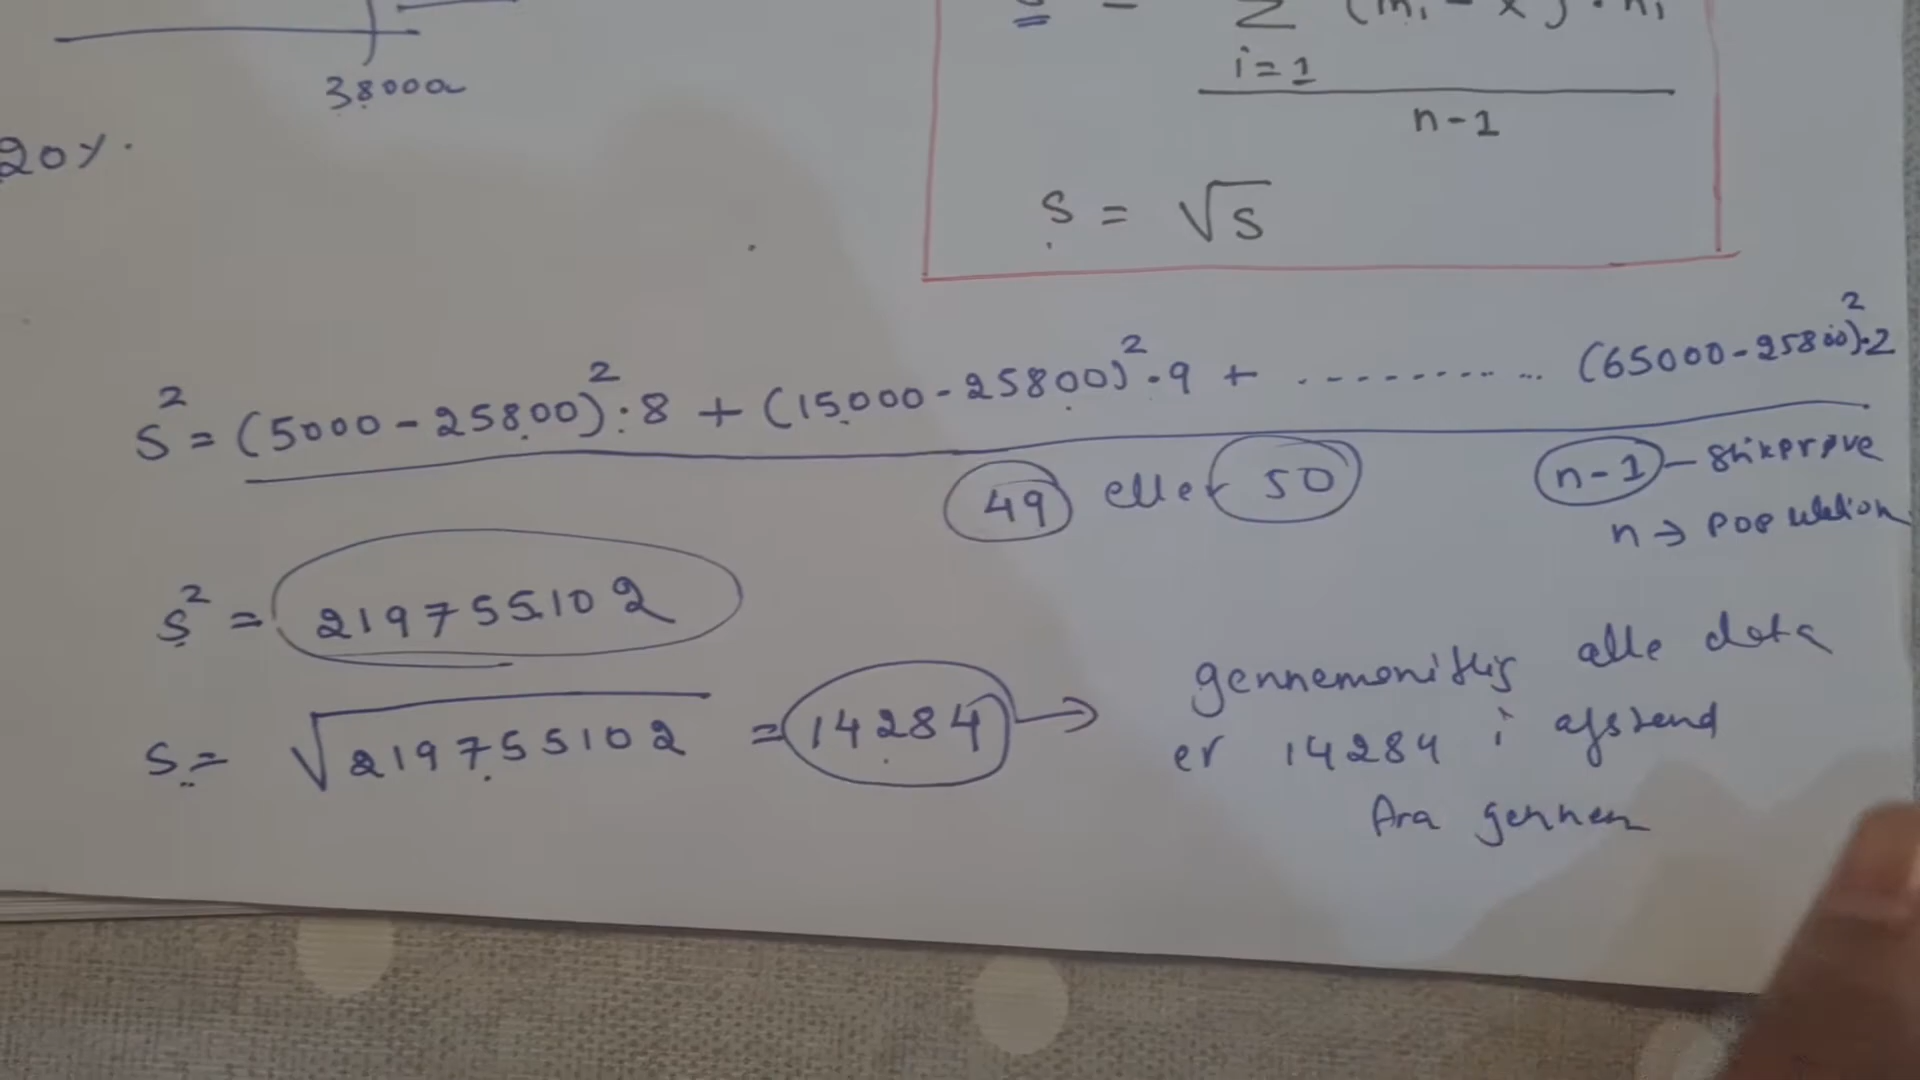 38000
20%
i=1
n-1
s = √s
s² = (5000-25800)²·8 + (15000-25800)²·9 + ........... (65000-25800)²·2
49 eller 50
n-1 - stikprøve
n → population
s² = 219755102
s = √219755102 = 14284 →
gennemsnitlig alle data
er 14284 i afstand
fra gennem